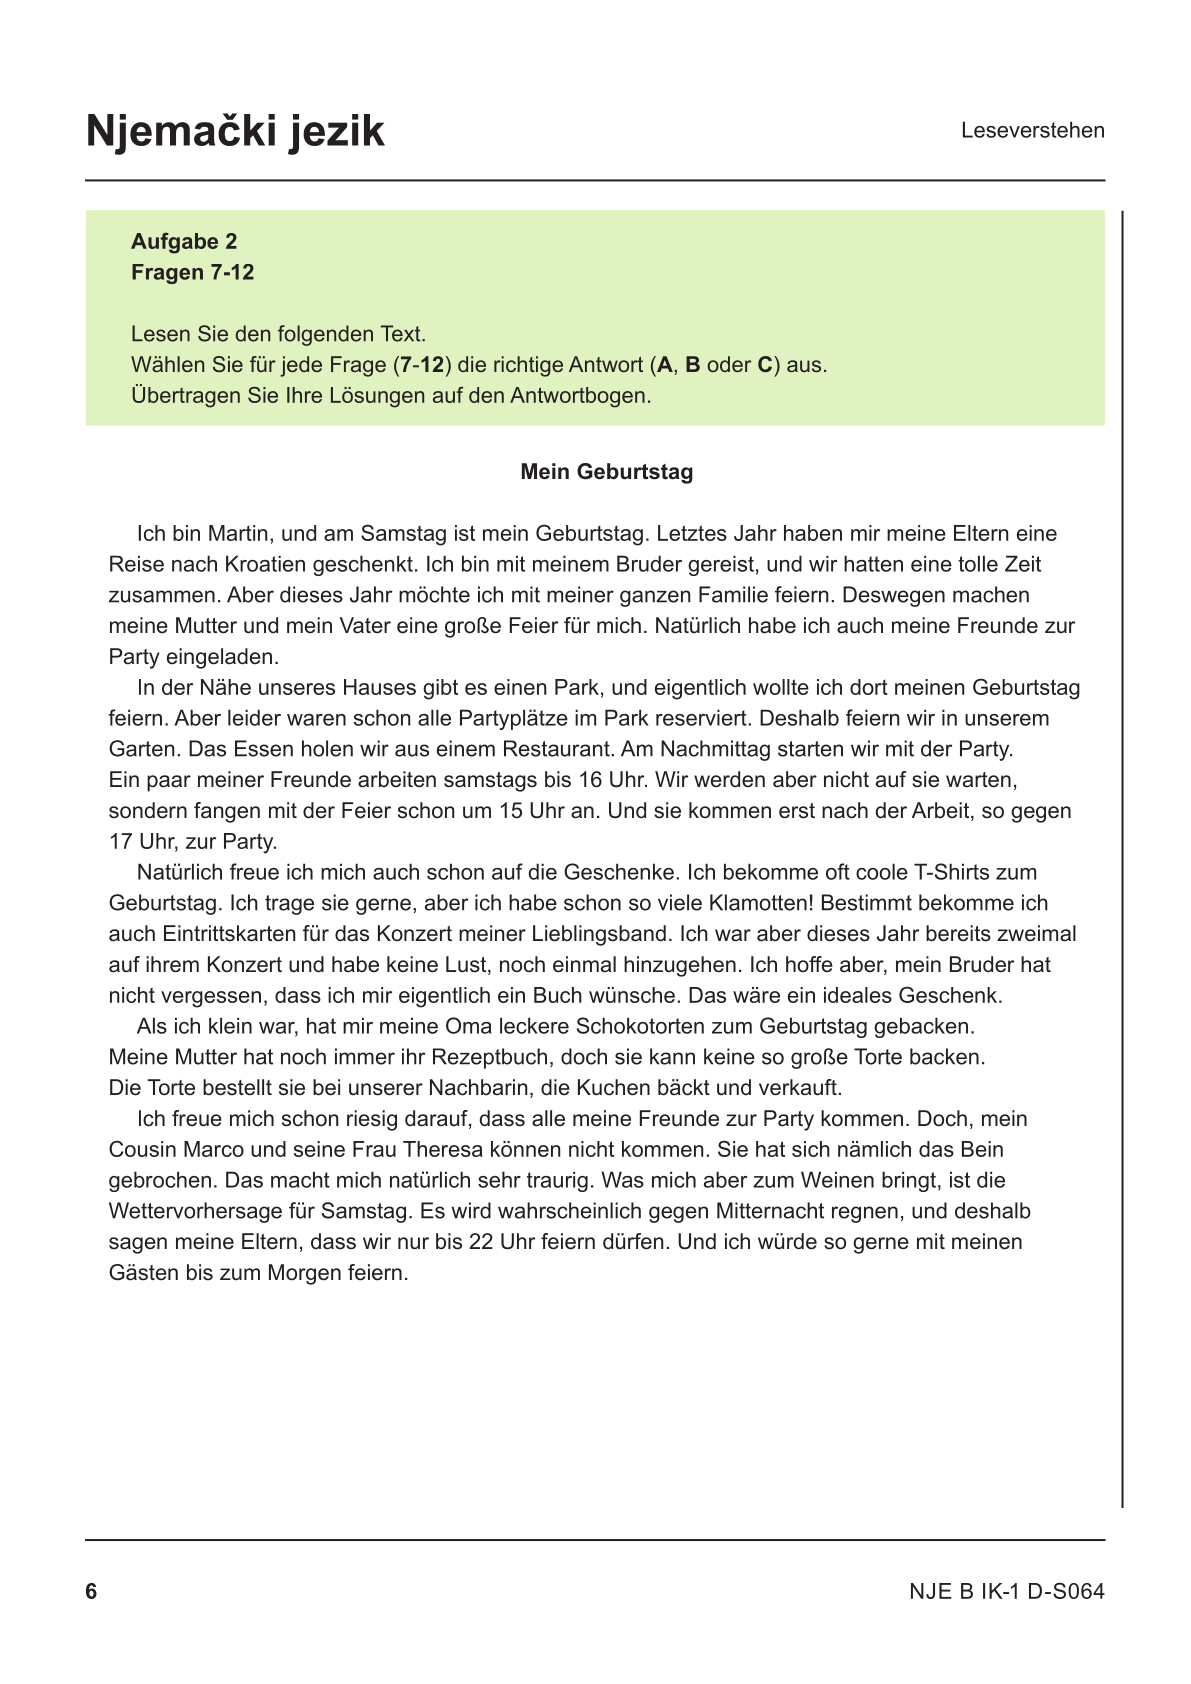 Njemački jezik
Leseverstehen
Aufgabe 2
Fragen 7-12
Lesen Sie den folgenden Text.
Wählen Sie für jede Frage (7-12) die richtige Antwort (A, B oder C) aus.
Übertragen Sie Ihre Lösungen auf den Antwortbogen.
Mein Geburtstag
Ich bin Martin, und am Samstag ist mein Geburtstag. Letztes Jahr haben mir meine Eltern eine
Reise nach Kroatien geschenkt. Ich bin mit meinem Bruder gereist, und wir hatten eine tolle Zeit
zusammen. Aber dieses Jahr möchte ich mit meiner ganzen Familie feiern. Deswegen machen
meine Mutter und mein Vater eine große Feier für mich. Natürlich habe ich auch meine Freunde zur
Party eingeladen.
In der Nähe unseres Hauses gibt es einen Park, und eigentlich wollte ich dort meinen Geburtstag
feiern. Aber leider waren schon alle Partyplätze im Park reserviert. Deshalb feiern wir in unserem
Garten. Das Essen holen wir aus einem Restaurant. Am Nachmittag starten wir mit der Party.
Ein paar meiner Freunde arbeiten samstags bis 16 Uhr. Wir werden aber nicht auf sie warten,
sondern fangen mit der Feier schon um 15 Uhr an. Und sie kommen erst nach der Arbeit, so gegen
17 Uhr, zur Party.
Natürlich freue ich mich auch schon auf die Geschenke. Ich bekomme oft coole T-Shirts zum
Geburtstag. Ich trage sie gerne, aber ich habe schon so viele Klamotten! Bestimmt bekomme ich
auch Eintrittskarten für das Konzert meiner Lieblingsband. Ich war aber dieses Jahr bereits zweimal
auf ihrem Konzert und habe keine Lust, noch einmal hinzugehen. Ich hoffe aber, mein Bruder hat
nicht vergessen, dass ich mir eigentlich ein Buch wünsche. Das wäre ein ideales Geschenk.
Als ich klein war, hat mir meine Oma leckere Schokotorten zum Geburtstag gebacken.
Meine Mutter hat noch immer ihr Rezeptbuch, doch sie kann keine so große Torte backen.
Die Torte bestellt sie bei unserer Nachbarin, die Kuchen bäckt und verkauft.
Ich freue mich schon riesig darauf, dass alle meine Freunde zur Party kommen. Doch, mein
Cousin Marco und seine Frau Theresa können nicht kommen. Sie hat sich nämlich das Bein
gebrochen. Das macht mich natürlich sehr traurig. Was mich aber zum Weinen bringt, ist die
Wettervorhersage für Samstag. Es wird wahrscheinlich gegen Mitternacht regnen, und deshalb
sagen meine Eltern, dass wir nur bis 22 Uhr feiern dürfen. Und ich würde so gerne mit meinen
Gästen bis zum Morgen feiern.
6
NJE B IK-1 D-S064